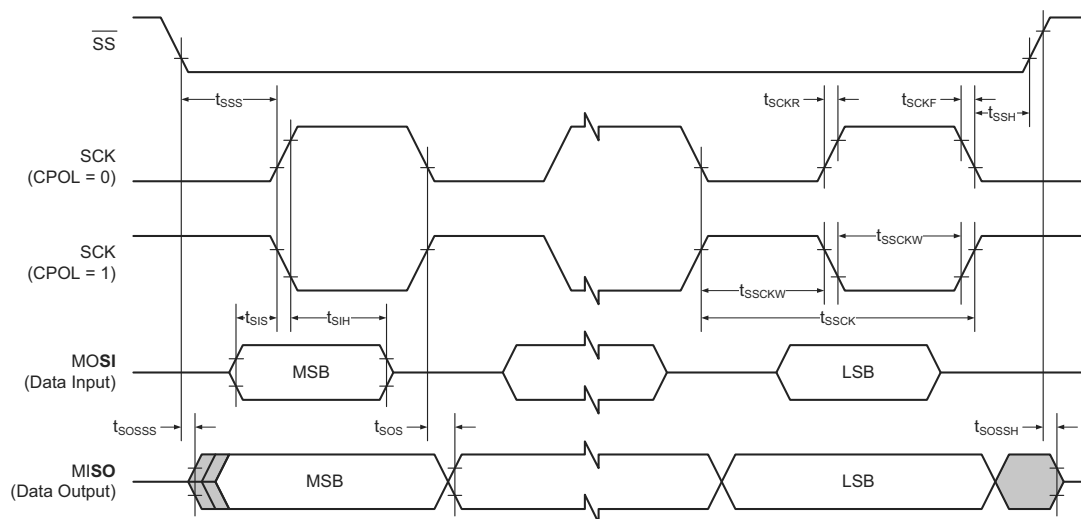 SS
tSSS
tSCKR
tSCKF
tSSH
SCK
(CPOL = 0)
SCK
(CPOL = 1)
tSSCKW
tSSCKW
tSSCK
tSIS
tSIH
MOSI
(Data Input)
MSB
LSB
tSOSSS
tSOS
tSOSSH
MISO
(Data Output)
MSB
LSB